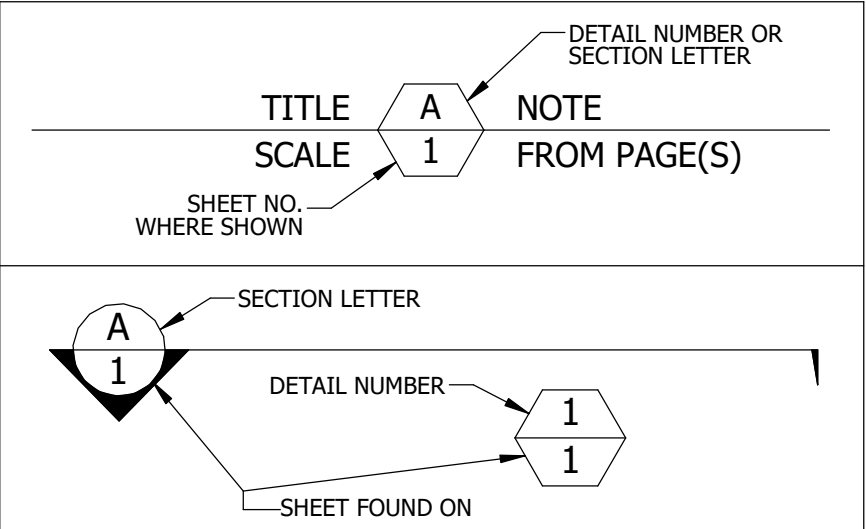 DETAIL NUMBER OR
SECTION LETTER
TITLE A NOTE
SCALE 1 FROM PAGE(S)
SHEET NO.
WHERE SHOWN
SECTION LETTER
A
1
DETAIL NUMBER
1
1
SHEET FOUND ON